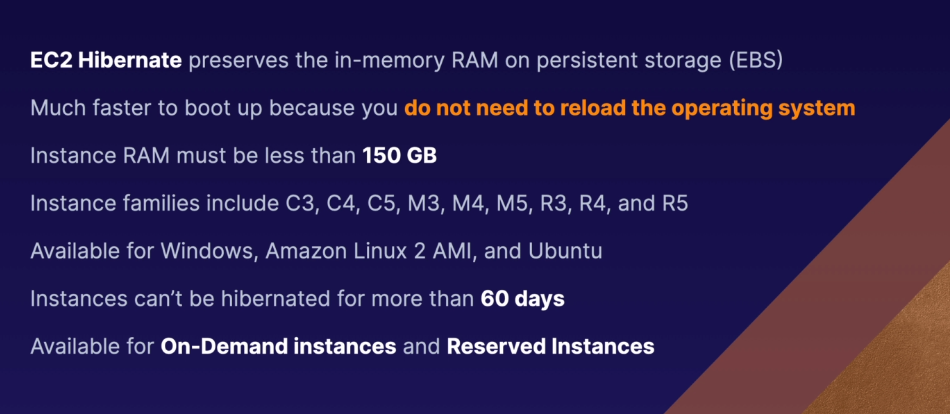 EC2 Hibernate preserves the in-memory RAM on persistent storage (EBS)
Much faster to boot up because you do not need to reload the operating system
Instance RAM must be less than 150 GB
Instance families include C3, C4, C5, M3, M4, M5, R3, R4, and R5
Available for Windows, Amazon Linux 2 AMI, and Ubuntu
Instances can’t be hibernated for more than 60 days
Available for On-Demand instances and Reserved Instances